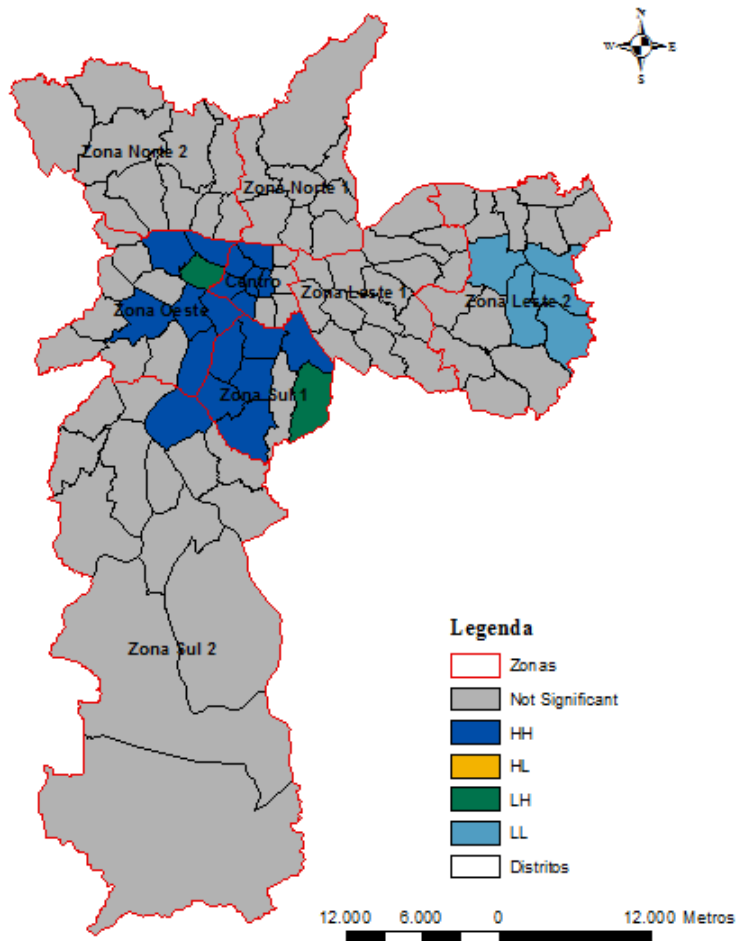 N
W E
S
Zona Norte 2
Zona Norte 1
Centro
Zona Leste 1
Zona Leste 2
Zona Oeste
Zona Sul 1
Zona Sul 2
Legenda
Zonas
Not Significant
HH
HL
LH
LL
Distritos
12.000 6.000 0 12.000 Metros